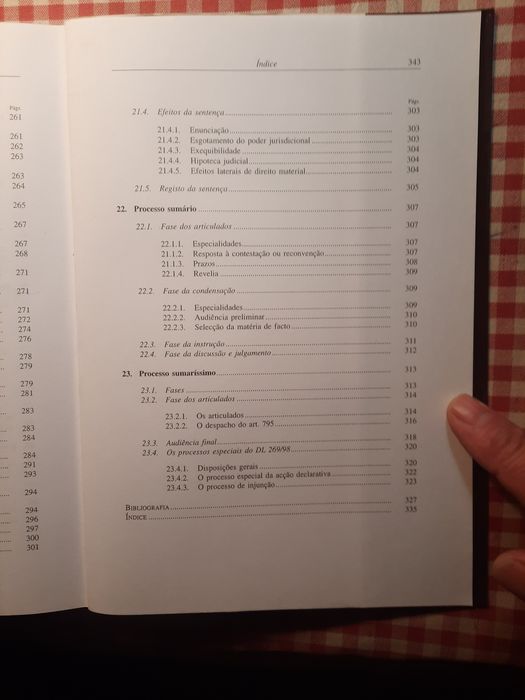 Págs.
261
261
262
263
263
264
265
267
267
268
271
271
271
272
274
276
278
279
279
281
283
283
284
284
291
293
294
294
296
297
300
301
Índice 343
Págs.
21.4. Efeitos da sentença 303
21.4.1. Enunciação 303
21.4.2. Esgotamento do poder jurisdicional 303
21.4.3. Exequibilidade 304
21.4.4. Hipoteca judicial 304
21.4.5. Efeitos laterais de direito material 304
21.5. Registo da sentença 305
22. Processo sumário 307
22.1. Fase dos articulados 307
22.1.1. Especialidades 307
21.1.2. Resposta à contestação ou reconvenção 307
21.1.3. Prazos 308
22.1.4. Revelia 309
22.2. Fase da condensação 309
22.2.1. Especialidades 309
22.2.2. Audiência preliminar 310
22.2.3. Selecção da matéria de facto 310
22.3. Fase da instrução 311
22.4. Fase da discussão e julgamento 312
23. Processo sumaríssimo 313
23.1. Fases 313
23.2. Fase dos articulados 314
23.2.1. Os articulados 314
23.2.2. O despacho do art. 795 316
23.3. Audiência final 318
23.4. Os processos especiais do DL 269/98 320
23.4.1. Disposições gerais 320
23.4.2. O processo especial da acção declarativa 322
23.4.3. O processo de injunção 323
BIBLIOGRAFIA 327
ÍNDICE 335